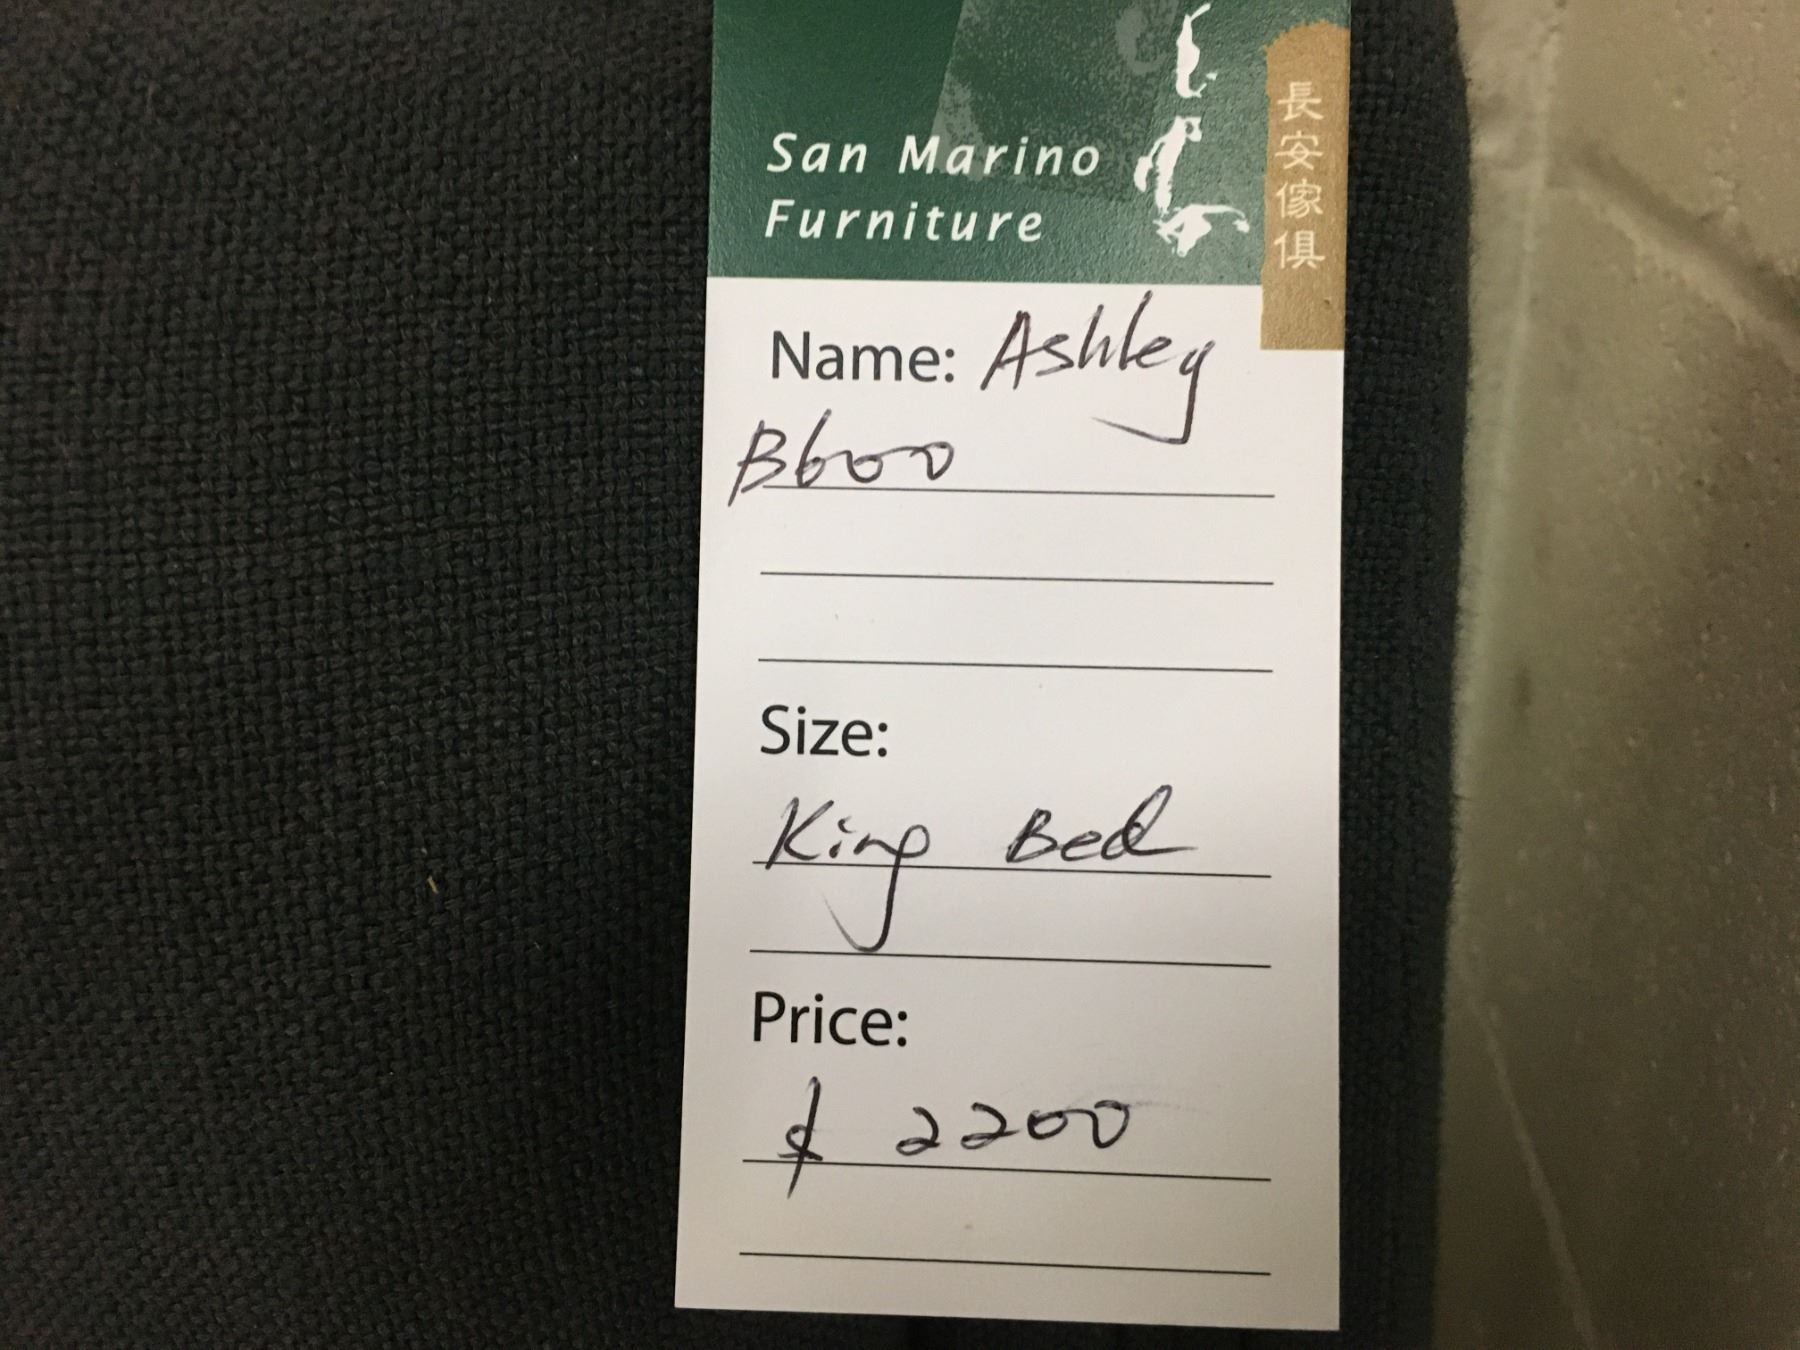 San Marino
Furniture
長安傢俱
Name: Ashley
B600
Size:
King Bed
Price:
$ 2200